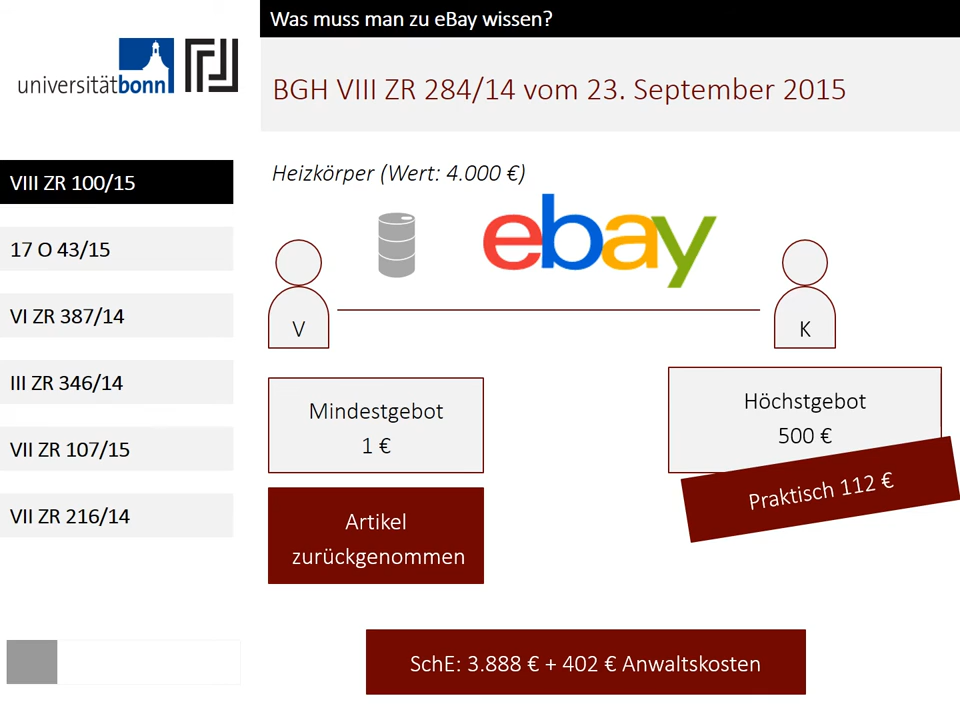 Was muss man zu eBay wissen?
universitätbonn
BGH VIII ZR 284/14 vom 23. September 2015
VIII ZR 100/15
17 O 43/15
VI ZR 387/14
III ZR 346/14
VII ZR 107/15
VII ZR 216/14
Heizkörper (Wert: 4.000 €)
ebay
V
K
Mindestgebot
1 €
Höchstgebot
500 €
Praktisch 112 €
Artikel
zurückgenommen
SchE: 3.888 € + 402 € Anwaltskosten